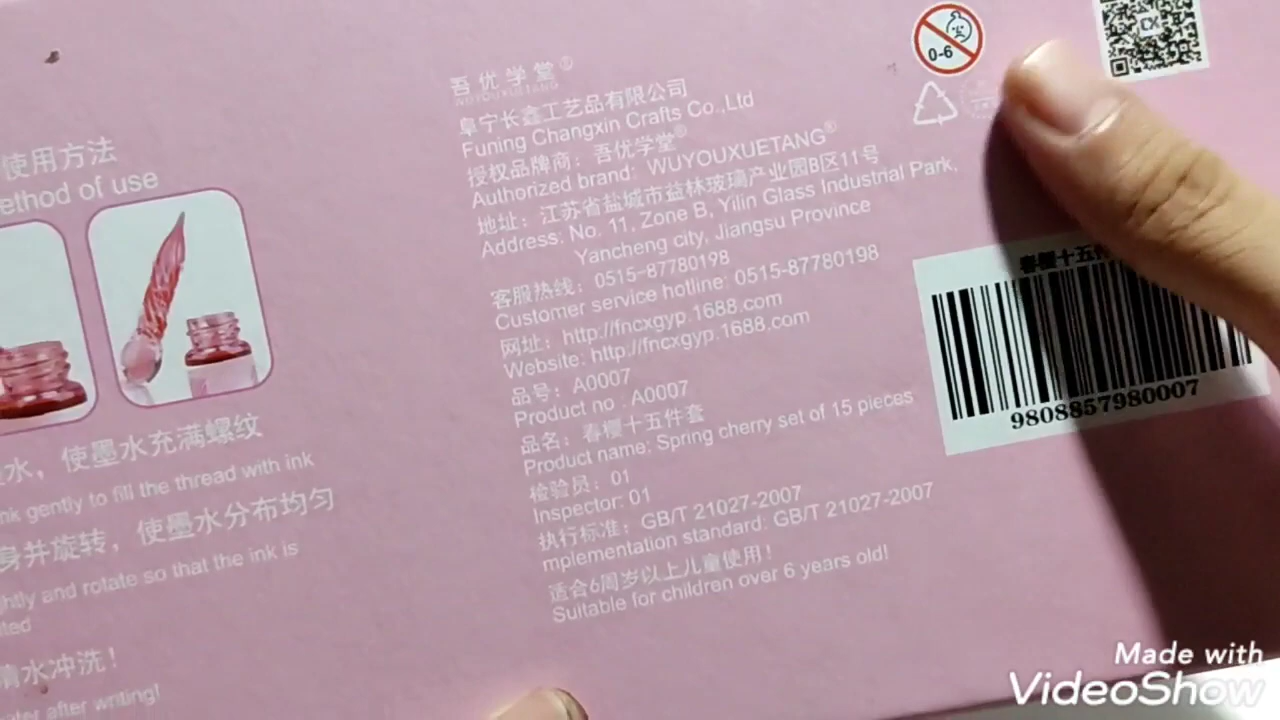 使用方法
ethod of use
水，使墨水充满螺纹
nk gently to fill the thread with ink
身并旋转，使墨水分布均匀
htly and rotate so that the ink is
ted
清水冲洗！
ater after writing!
吾优学堂®
WUYOUXUETANG
阜宁长鑫工艺品有限公司
Funing Changxin Crafts Co.,Ltd
授权品牌商：吾优学堂®
Authorized brand: WUYOUXUETANG®
地址：江苏省盐城市益林玻璃产业园B区11号
Address: No. 11, Zone B, Yilin Glass Industrial Park,
Yancheng city, Jiangsu Province
客服热线：0515-87780198
Customer service hotline: 0515-87780198
网址：http://fncxgyp.1688.com
Website: http://fncxgyp.1688.com
品号：A0007
Product no : A0007
品名：春樱十五件套
Product name: Spring cherry set of 15 pieces
检验员：01
Inspector: 01
执行标准：GB/T 21027-2007
mplementation standard: GB/T 21027-2007
适合6周岁以上儿童使用！
Suitable for children over 6 years old!
0-6
CX
春樱十五件
9808857980007
Made with
VideoShow